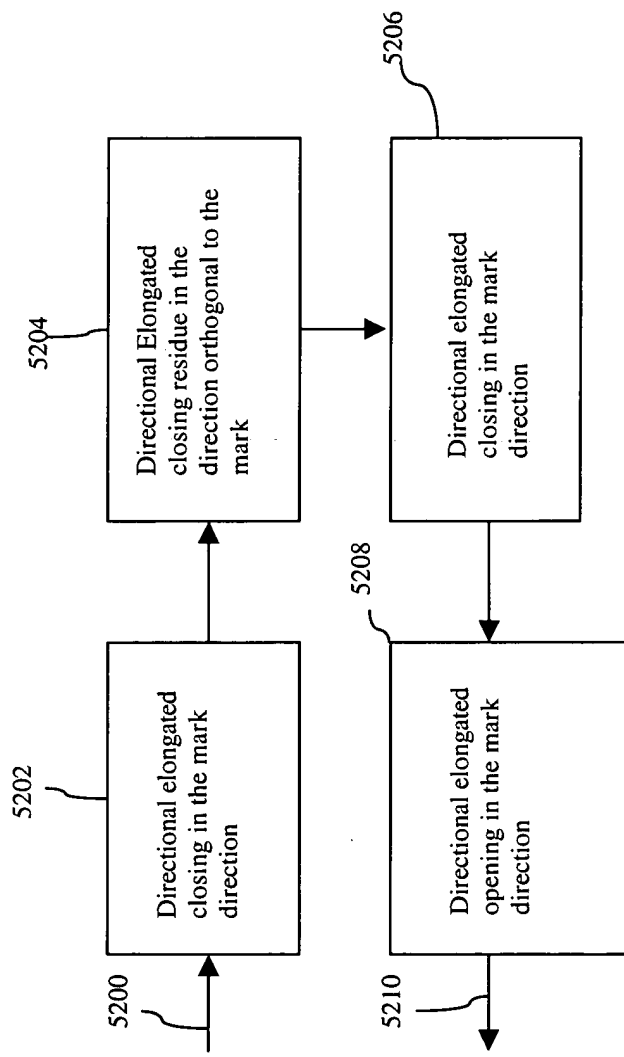 5200
5202
Directional elongated
closing in the mark
direction
5204
Directional Elongated
closing residue in the
direction orthogonal to the
mark
5206
Directional elongated
closing in the mark
direction
5208
Directional elongated
opening in the mark
direction
5210